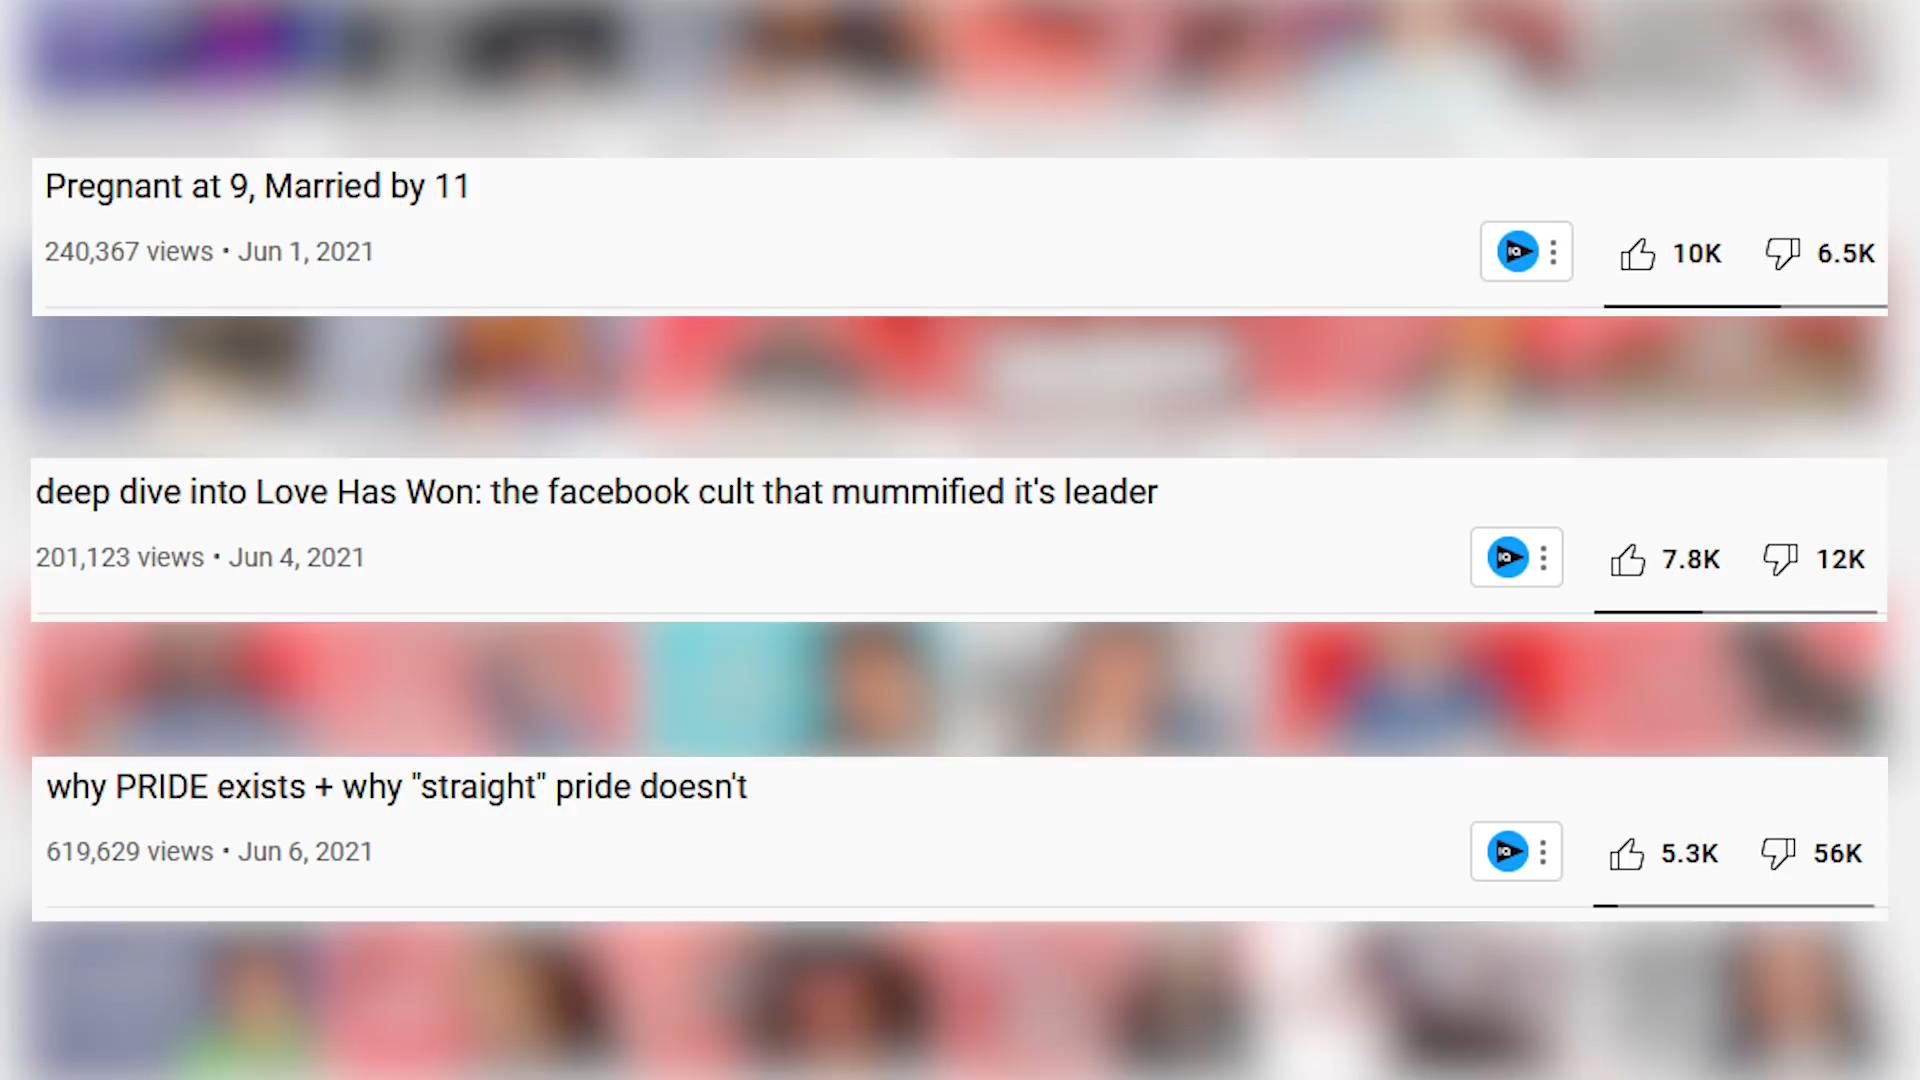 Pregnant at 9, Married by 11
240,367 views • Jun 1, 2021
10K 6.5K
deep dive into Love Has Won: the facebook cult that mummified it's leader
201,123 views • Jun 4, 2021
7.8K 12K
why PRIDE exists + why "straight" pride doesn't
619,629 views • Jun 6, 2021
5.3K 56K